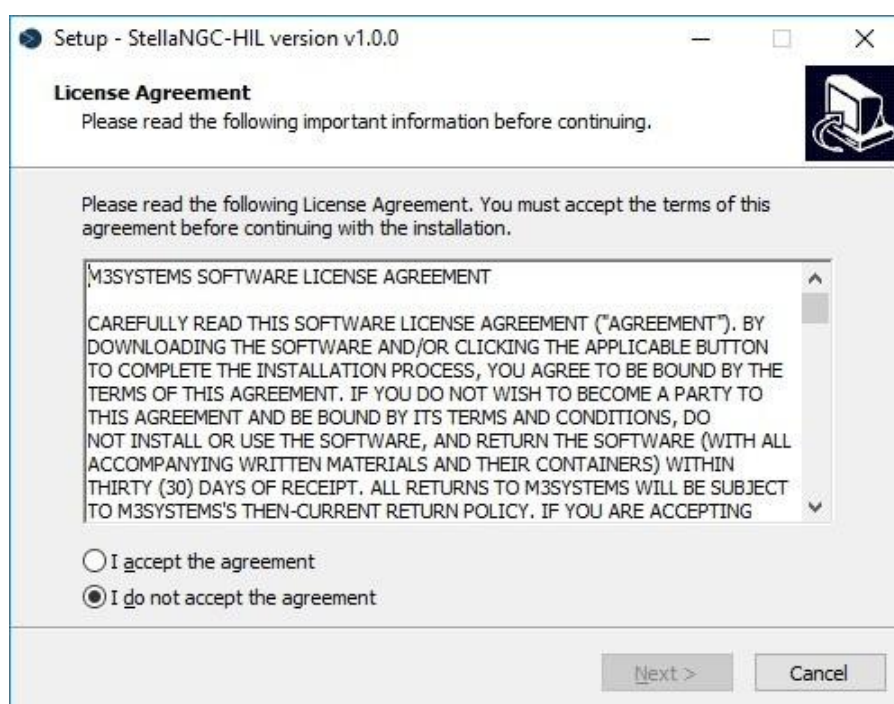 Setup - StellaNGC-HIL version v1.0.0
License Agreement
Please read the following important information before continuing.
Please read the following License Agreement. You must accept the terms of this
agreement before continuing with the installation.
M3SYSTEMS SOFTWARE LICENSE AGREEMENT
CAREFULLY READ THIS SOFTWARE LICENSE AGREEMENT ("AGREEMENT"). BY
DOWNLOADING THE SOFTWARE AND/OR CLICKING THE APPLICABLE BUTTON
TO COMPLETE THE INSTALLATION PROCESS, YOU AGREE TO BE BOUND BY THE
TERMS OF THIS AGREEMENT. IF YOU DO NOT WISH TO BECOME A PARTY TO
THIS AGREEMENT AND BE BOUND BY ITS TERMS AND CONDITIONS, DO
NOT INSTALL OR USE THE SOFTWARE, AND RETURN THE SOFTWARE (WITH ALL
ACCOMPANYING WRITTEN MATERIALS AND THEIR CONTAINERS) WITHIN
THIRTY (30) DAYS OF RECEIPT. ALL RETURNS TO M3SYSTEMS WILL BE SUBJECT
TO M3SYSTEMS'S THEN-CURRENT RETURN POLICY. IF YOU ARE ACCEPTING
I accept the agreement
I do not accept the agreement
Next >
Cancel